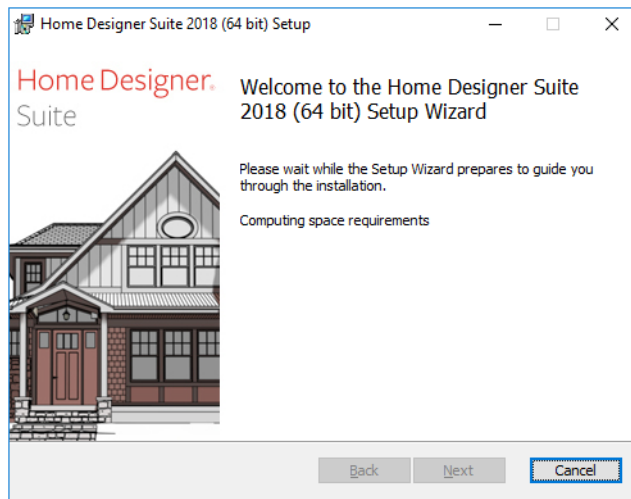 Home Designer Suite 2018 (64 bit) Setup
Home Designer®
Suite
Welcome to the Home Designer Suite
2018 (64 bit) Setup Wizard
Please wait while the Setup Wizard prepares to guide you
through the installation.
Computing space requirements
Back Next Cancel